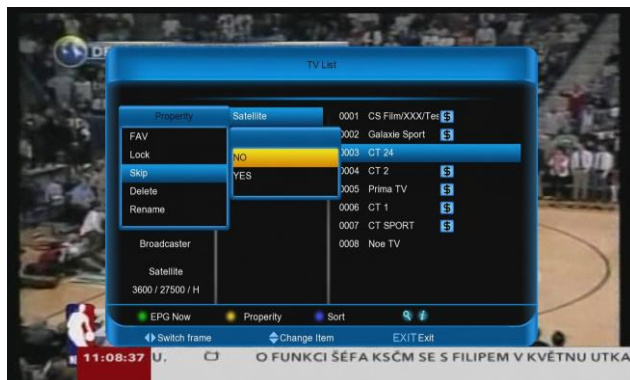 DE
TV List
Properity
FAV
Lock
Skip
Delete
Rename
Satellite
NO
YES
0001 CS Film/XXX/Tes $
0002 Galaxie Sport $
0003 CT 24
0004 CT 2 $
0005 Prima TV $
0006 CT 1 $
0007 CT SPORT $
0008 Noe TV
Broadcaster
Satellite
3600 / 27500 / H
EPG Now Properity Sort
Switch frame Change Item EXIT Exit
11:08:37 U, O FUNKCI ŠÉFA KSČM SE S FILIPEM V KVĚTNU UTKA